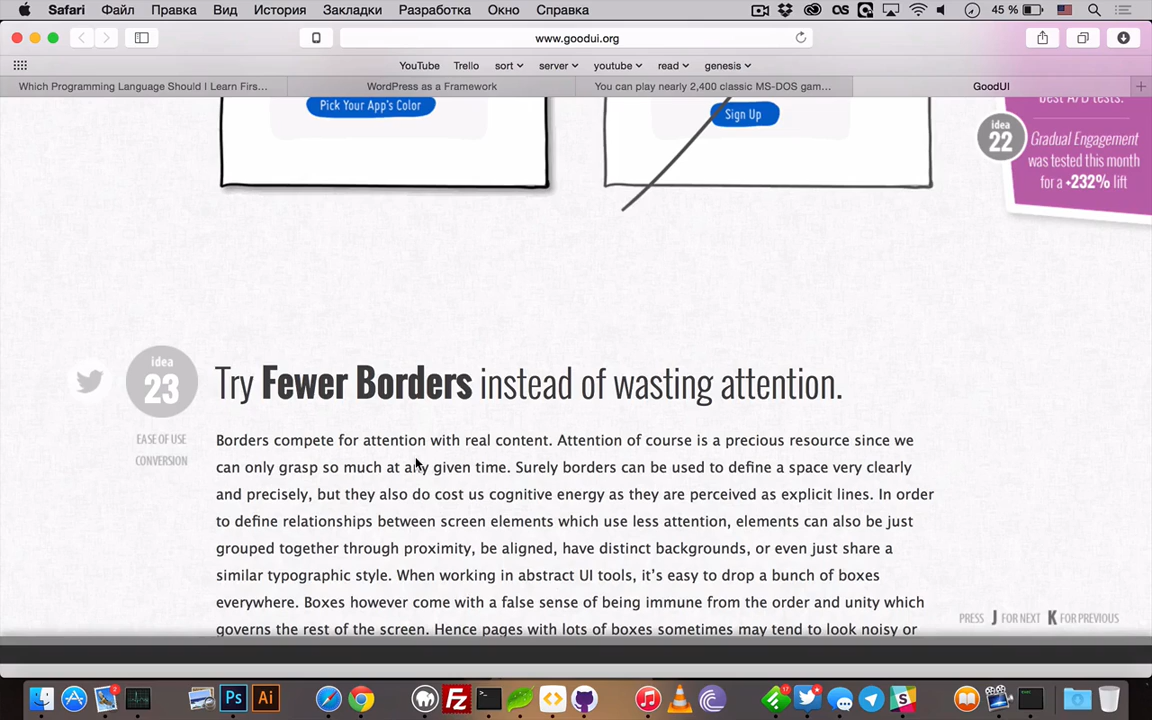 Safari Файл Правка Вид История Закладки Разработка Окно Справка 45 %
www.goodui.org
YouTube Trello sort server youtube read genesis
Which Programming Language Should I Learn Firs... WordPress as a Framework You can play nearly 2,400 classic MS-DOS gam... GoodUI
Pick Your App's Color
Sign Up
best A/B tests.
idea
22
Gradual Engagement
was tested this month
for a +232% lift
idea
23
EASE OF USE
CONVERSION
Try Fewer Borders instead of wasting attention.
Borders compete for attention with real content. Attention of course is a precious resource since we
can only grasp so much at any given time. Surely borders can be used to define a space very clearly
and precisely, but they also do cost us cognitive energy as they are perceived as explicit lines. In order
to define relationships between screen elements which use less attention, elements can also be just
grouped together through proximity, be aligned, have distinct backgrounds, or even just share a
similar typographic style. When working in abstract UI tools, it's easy to drop a bunch of boxes
everywhere. Boxes however come with a false sense of being immune from the order and unity which
governs the rest of the screen. Hence pages with lots of boxes sometimes may tend to look noisy or
PRESS J FOR NEXT K FOR PREVIOUS
Ps Ai